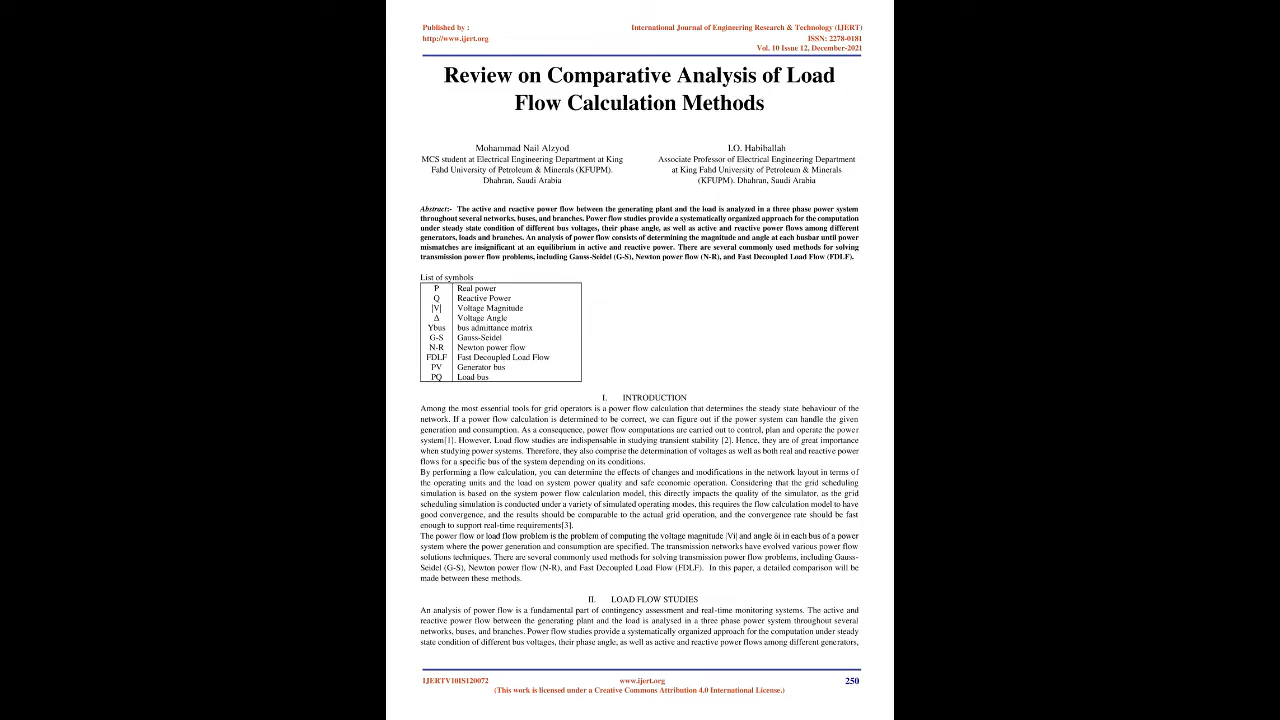 Published by :
International Journal of Engineering Research & Technology (IJERT)
http://www.ijert.org
ISSN: 2278-0181
Vol. 10 Issue 12, December-2021
Review on Comparative Analysis of Load
Flow Calculation Methods
Mohammad Nail Alzyod
MCS student at Electrical Engineering Department at King
Fahd University of Petroleum & Minerals (KFUPM).
Dhahran, Saudi Arabia
I.O. Habiballah
Associate Professor of Electrical Engineering Department
at King Fahd University of Petroleum & Minerals
(KFUPM). Dhahran, Saudi Arabia
Abstract:- The active and reactive power flow between the generating plant and the load is analyzed in a three phase power system
throughout several networks, buses, and branches. Power flow studies provide a systematically organized approach for the computation
under steady state condition of different bus voltages, their phase angle, as well as active and reactive power flows among different
generators, loads and branches. An analysis of power flow consists of determining the magnitude and angle at each busbar until power
mismatches are insignificant at an equilibrium in active and reactive power. There are several commonly used methods for solving
transmission power flow problems, including Gauss-Seidel (G-S), Newton power flow (N-R), and Fast Decoupled Load Flow (FDLF).
List of symbols
P Real power
Q Reactive Power
|V| Voltage Magnitude
Δ Voltage Angle
Ybus bus admittance matrix
G-S Gauss-Seidel
N-R Newton power flow
FDLF Fast Decoupled Load Flow
PV Generator bus
PQ Load bus
I. INTRODUCTION
Among the most essential tools for grid operators is a power flow calculation that determines the steady state behaviour of the
network. If a power flow calculation is determined to be correct, we can figure out if the power system can handle the given
generation and consumption. As a consequence, power flow computations are carried out to control, plan and operate the power
system[1]. However, Load flow studies are indispensable in studying transient stability [2]. Hence, they are of great importance
when studying power systems. Therefore, they also comprise the determination of voltages as well as both real and reactive power
flows for a specific bus of the system depending on its conditions.
By performing a flow calculation, you can determine the effects of changes and modifications in the network layout in terms of
the operating units and the load on system power quality and safe economic operation. Considering that the grid scheduling
simulation is based on the system power flow calculation model, this directly impacts the quality of the simulator, as the grid
scheduling simulation is conducted under a variety of simulated operating modes, this requires the flow calculation model to have
good convergence, and the results should be comparable to the actual grid operation, and the convergence rate should be fast
enough to support real-time requirements[3].
The power flow or load flow problem is the problem of computing the voltage magnitude |Vi| and angle δi in each bus of a power
system where the power generation and consumption are specified. The transmission networks have evolved various power flow
solutions techniques. There are several commonly used methods for solving transmission power flow problems, including Gauss-
Seidel (G-S), Newton power flow (N-R), and Fast Decoupled Load Flow (FDLF). In this paper, a detailed comparison will be
made between these methods.
II. LOAD FLOW STUDIES
An analysis of power flow is a fundamental part of contingency assessment and real-time monitoring systems. The active and
reactive power flow between the generating plant and the load is analysed in a three phase power system throughout several
networks, buses, and branches. Power flow studies provide a systematically organized approach for the computation under steady
state condition of different bus voltages, their phase angle, as well as active and reactive power flows among different generators,
IJERTV10IS120072
www.ijert.org
250
(This work is licensed under a Creative Commons Attribution 4.0 International License.)